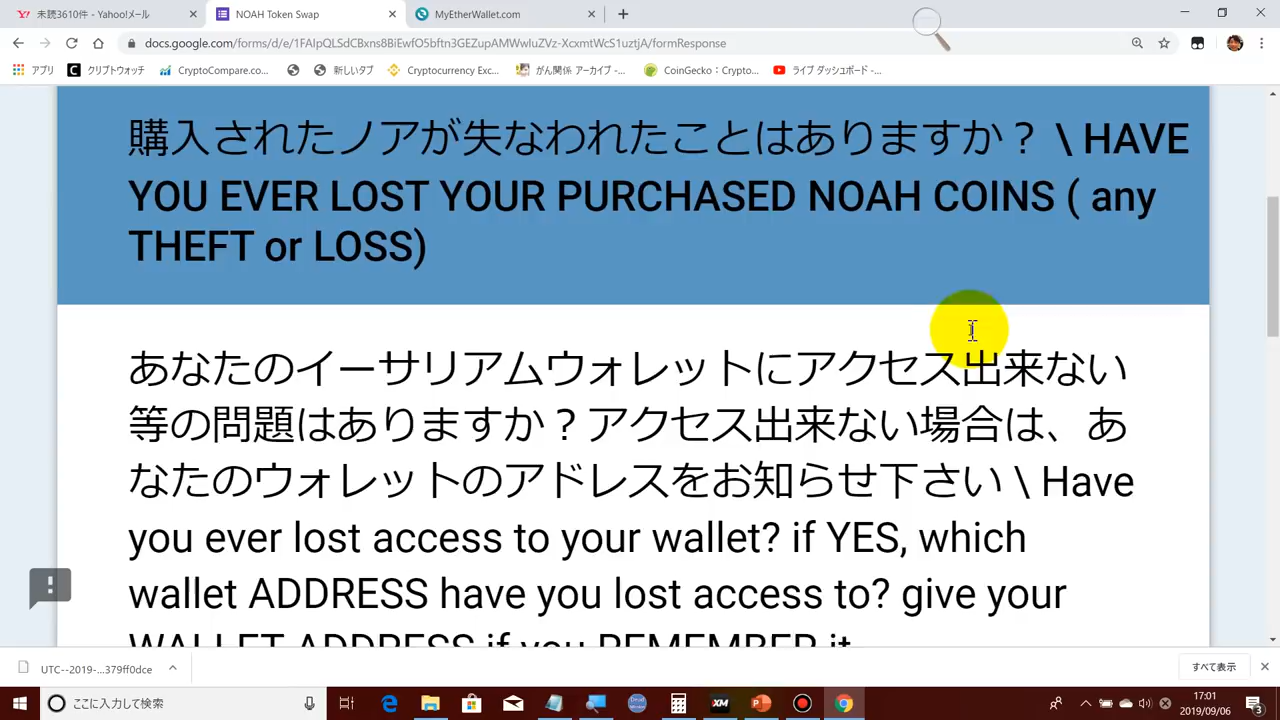 未読3610件 - Yahoo!メール
NOAH Token Swap
MyEtherWallet.com
docs.google.com/forms/d/e/1FAIpQLSdCBxns8BiEwfO5bftn3GEZupAMWwluZVz-XcxmtWcS1uztjA/formResponse
アプリ
クリプトウォッチ
CryptoCompare.co...
新しいタブ
Cryptocurrency Exc...
がん関係 アーカイブ - ...
CoinGecko：Crypto...
ライブ ダッシュボード -...
購入されたノアが失なわれたことはありますか？ \ HAVE
YOU EVER LOST YOUR PURCHASED NOAH COINS ( any
THEFT or LOSS)
あなたのイーサリアムウォレットにアクセス出来ない
等の問題はありますか？アクセス出来ない場合は、あ
なたのウォレットのアドレスをお知らせ下さい \ Have
you ever lost access to your wallet? if YES, which
wallet ADDRESS have you lost access to? give your
WALLET ADDRESS if you REMEMBER it
UTC--2019-...379ff0dce
すべて表示
ここに入力して検索
XM
17:01
2019/09/06
3